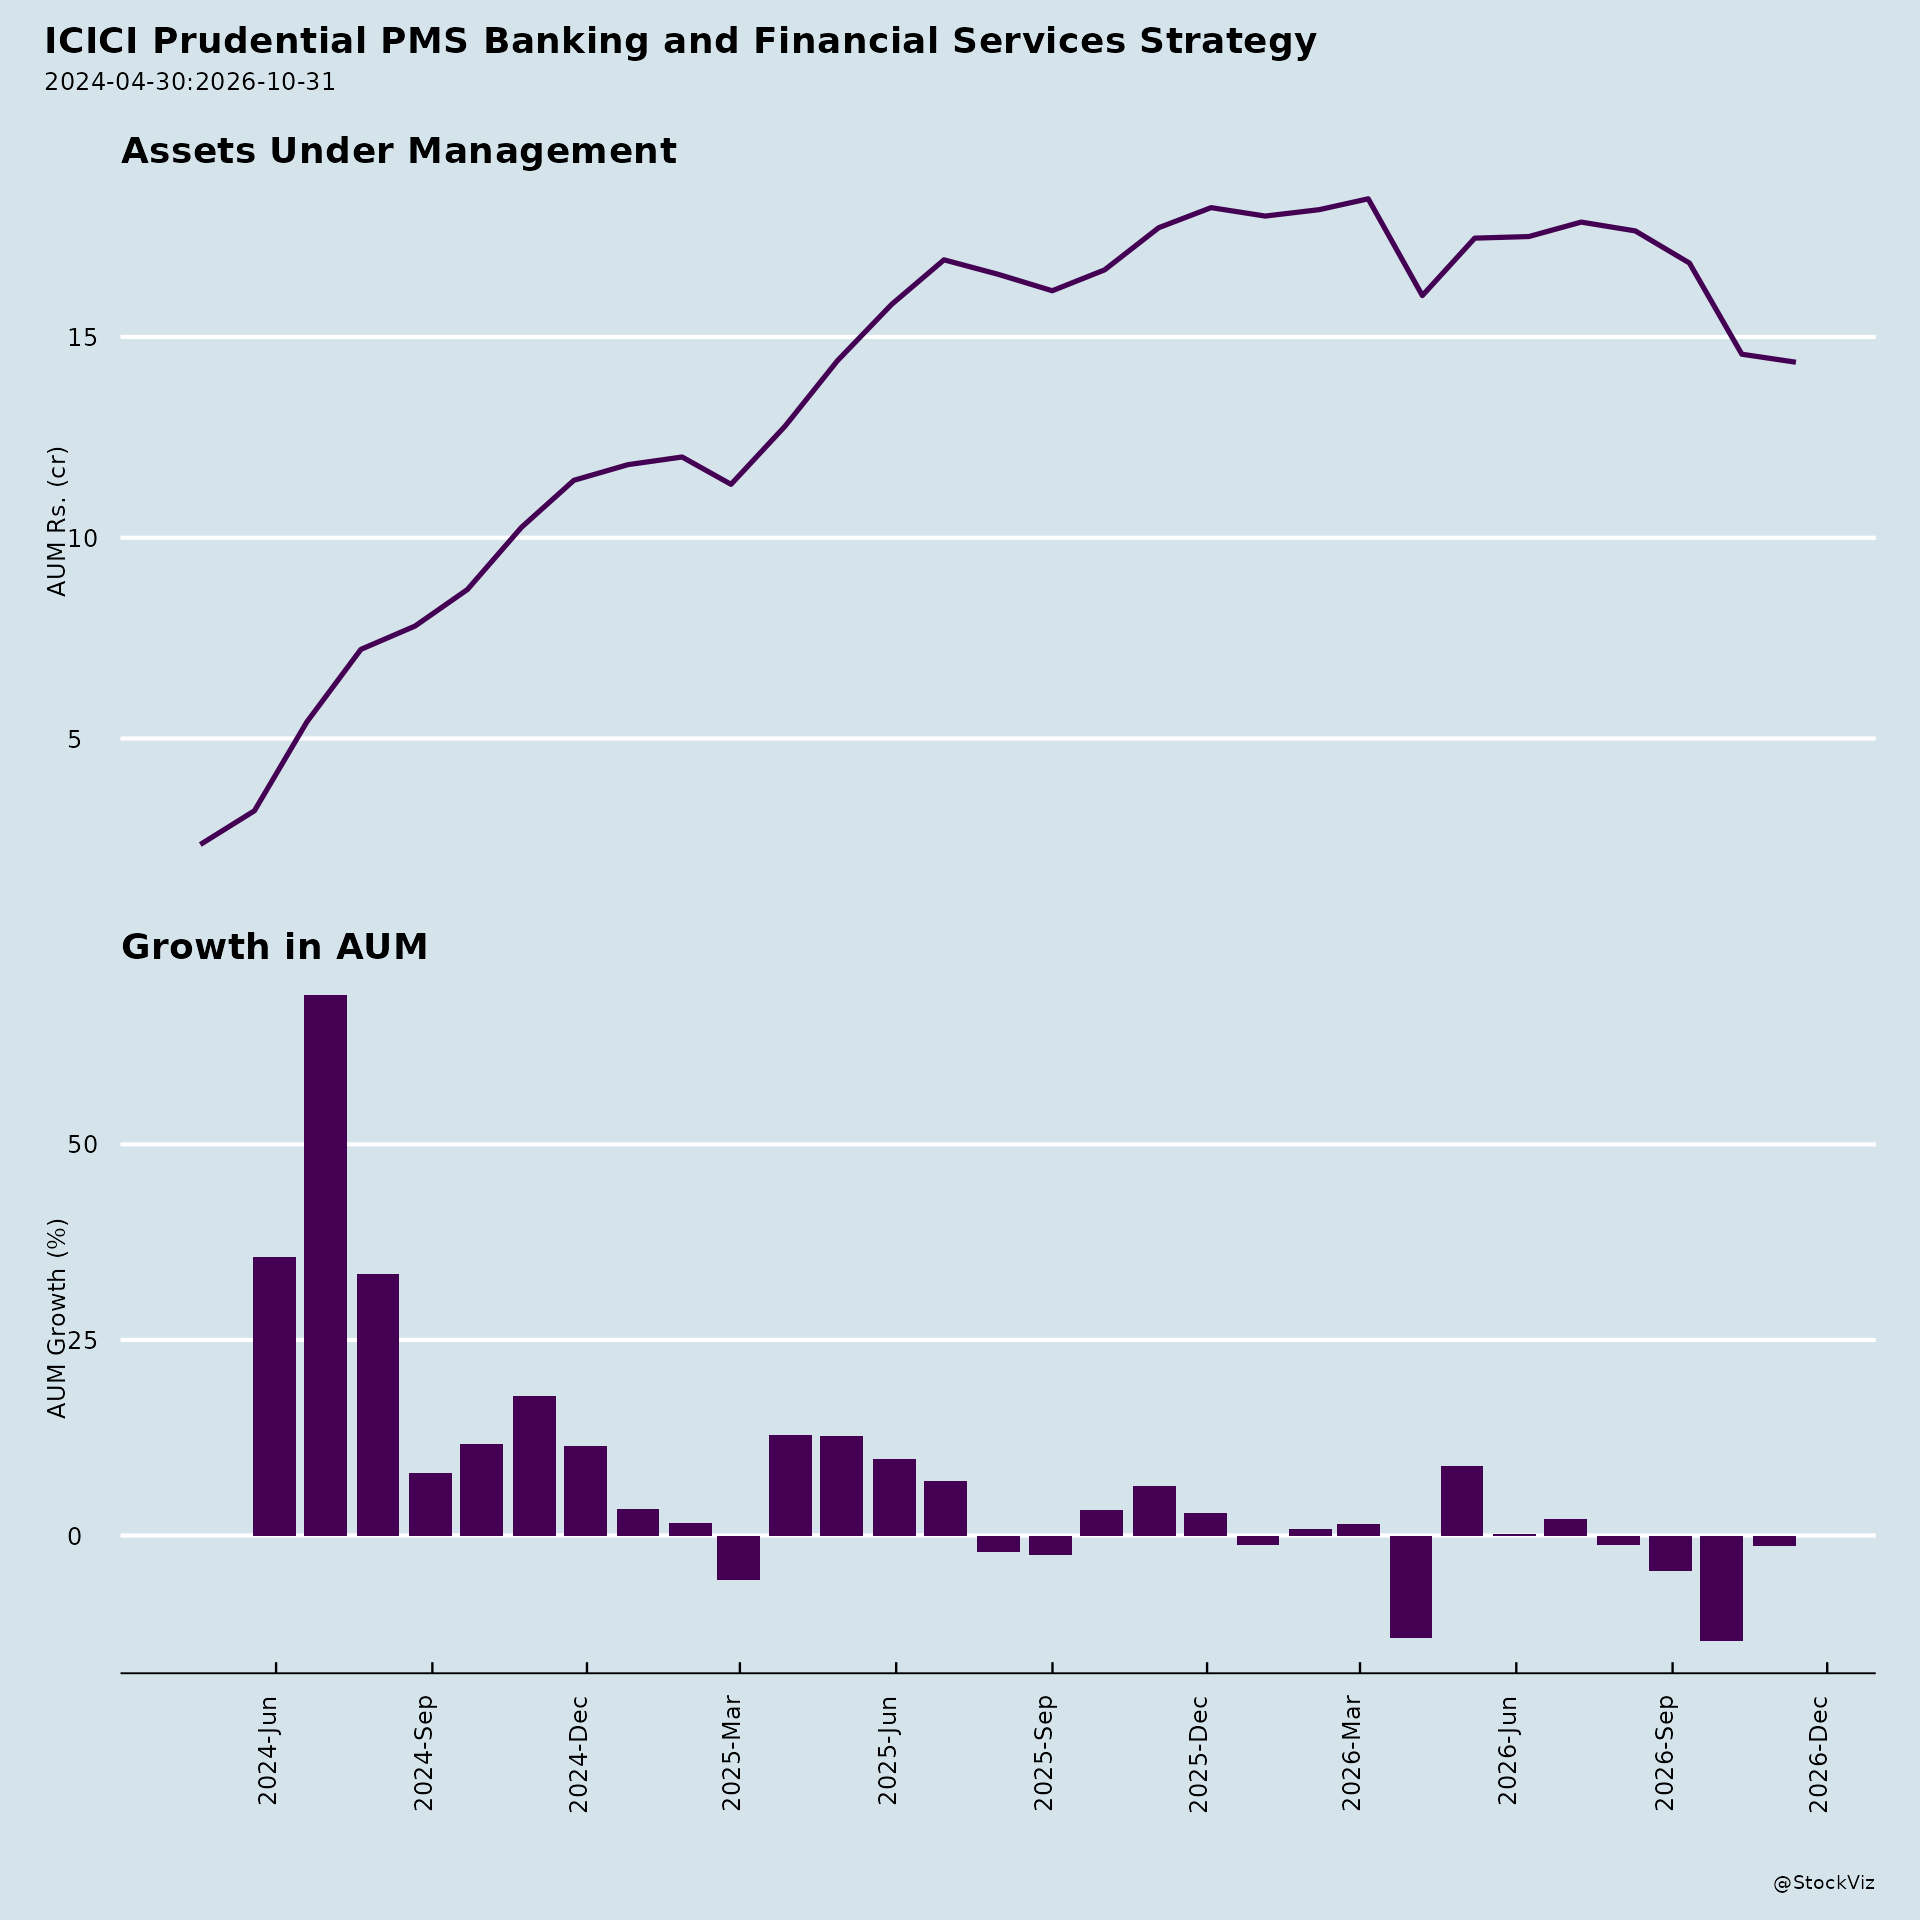 ICICI Prudential PMS Banking and Financial Services Strategy
2024-04-30:2026-10-31
Assets Under Management
AUM Rs. (cr)
15
10
5
Growth in AUM
AUM Growth (%)
50
25
0
2024-Jun
2024-Sep
2024-Dec
2025-Mar
2025-Jun
2025-Sep
2025-Dec
2026-Mar
2026-Jun
2026-Sep
2026-Dec
@StockViz